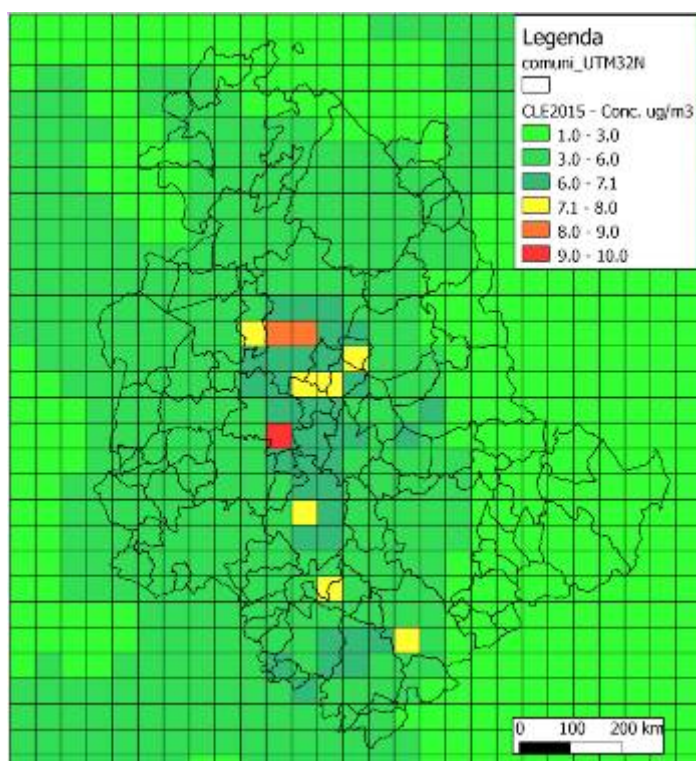 Legenda
comuni_UTM32N
CLE2015 - Conc. ug/m3
1.0 - 3.0
3.0 - 6.0
6.0 - 7.1
7.1 - 8.0
8.0 - 9.0
9.0 - 10.0
0 100 200 km